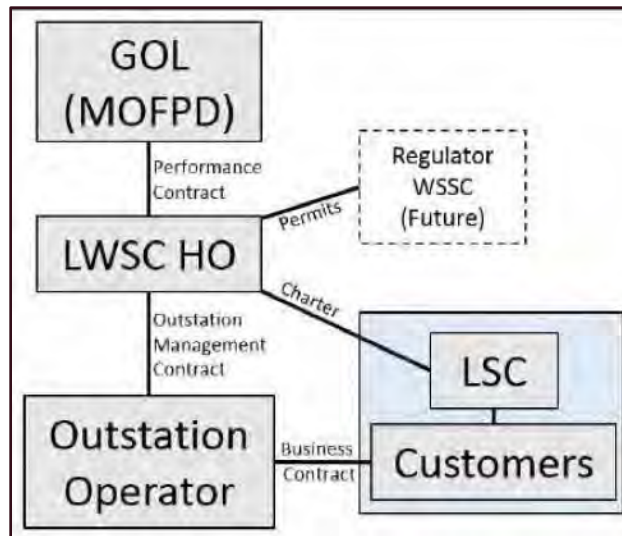 GOL
(MOFPD)
Performance
Contract
Regulator
WSSC
(Future)
Permits
LWSC HO
Charter
Outstation
Management
Contract
LSC
Outstation
Operator
Business
Contract
Customers